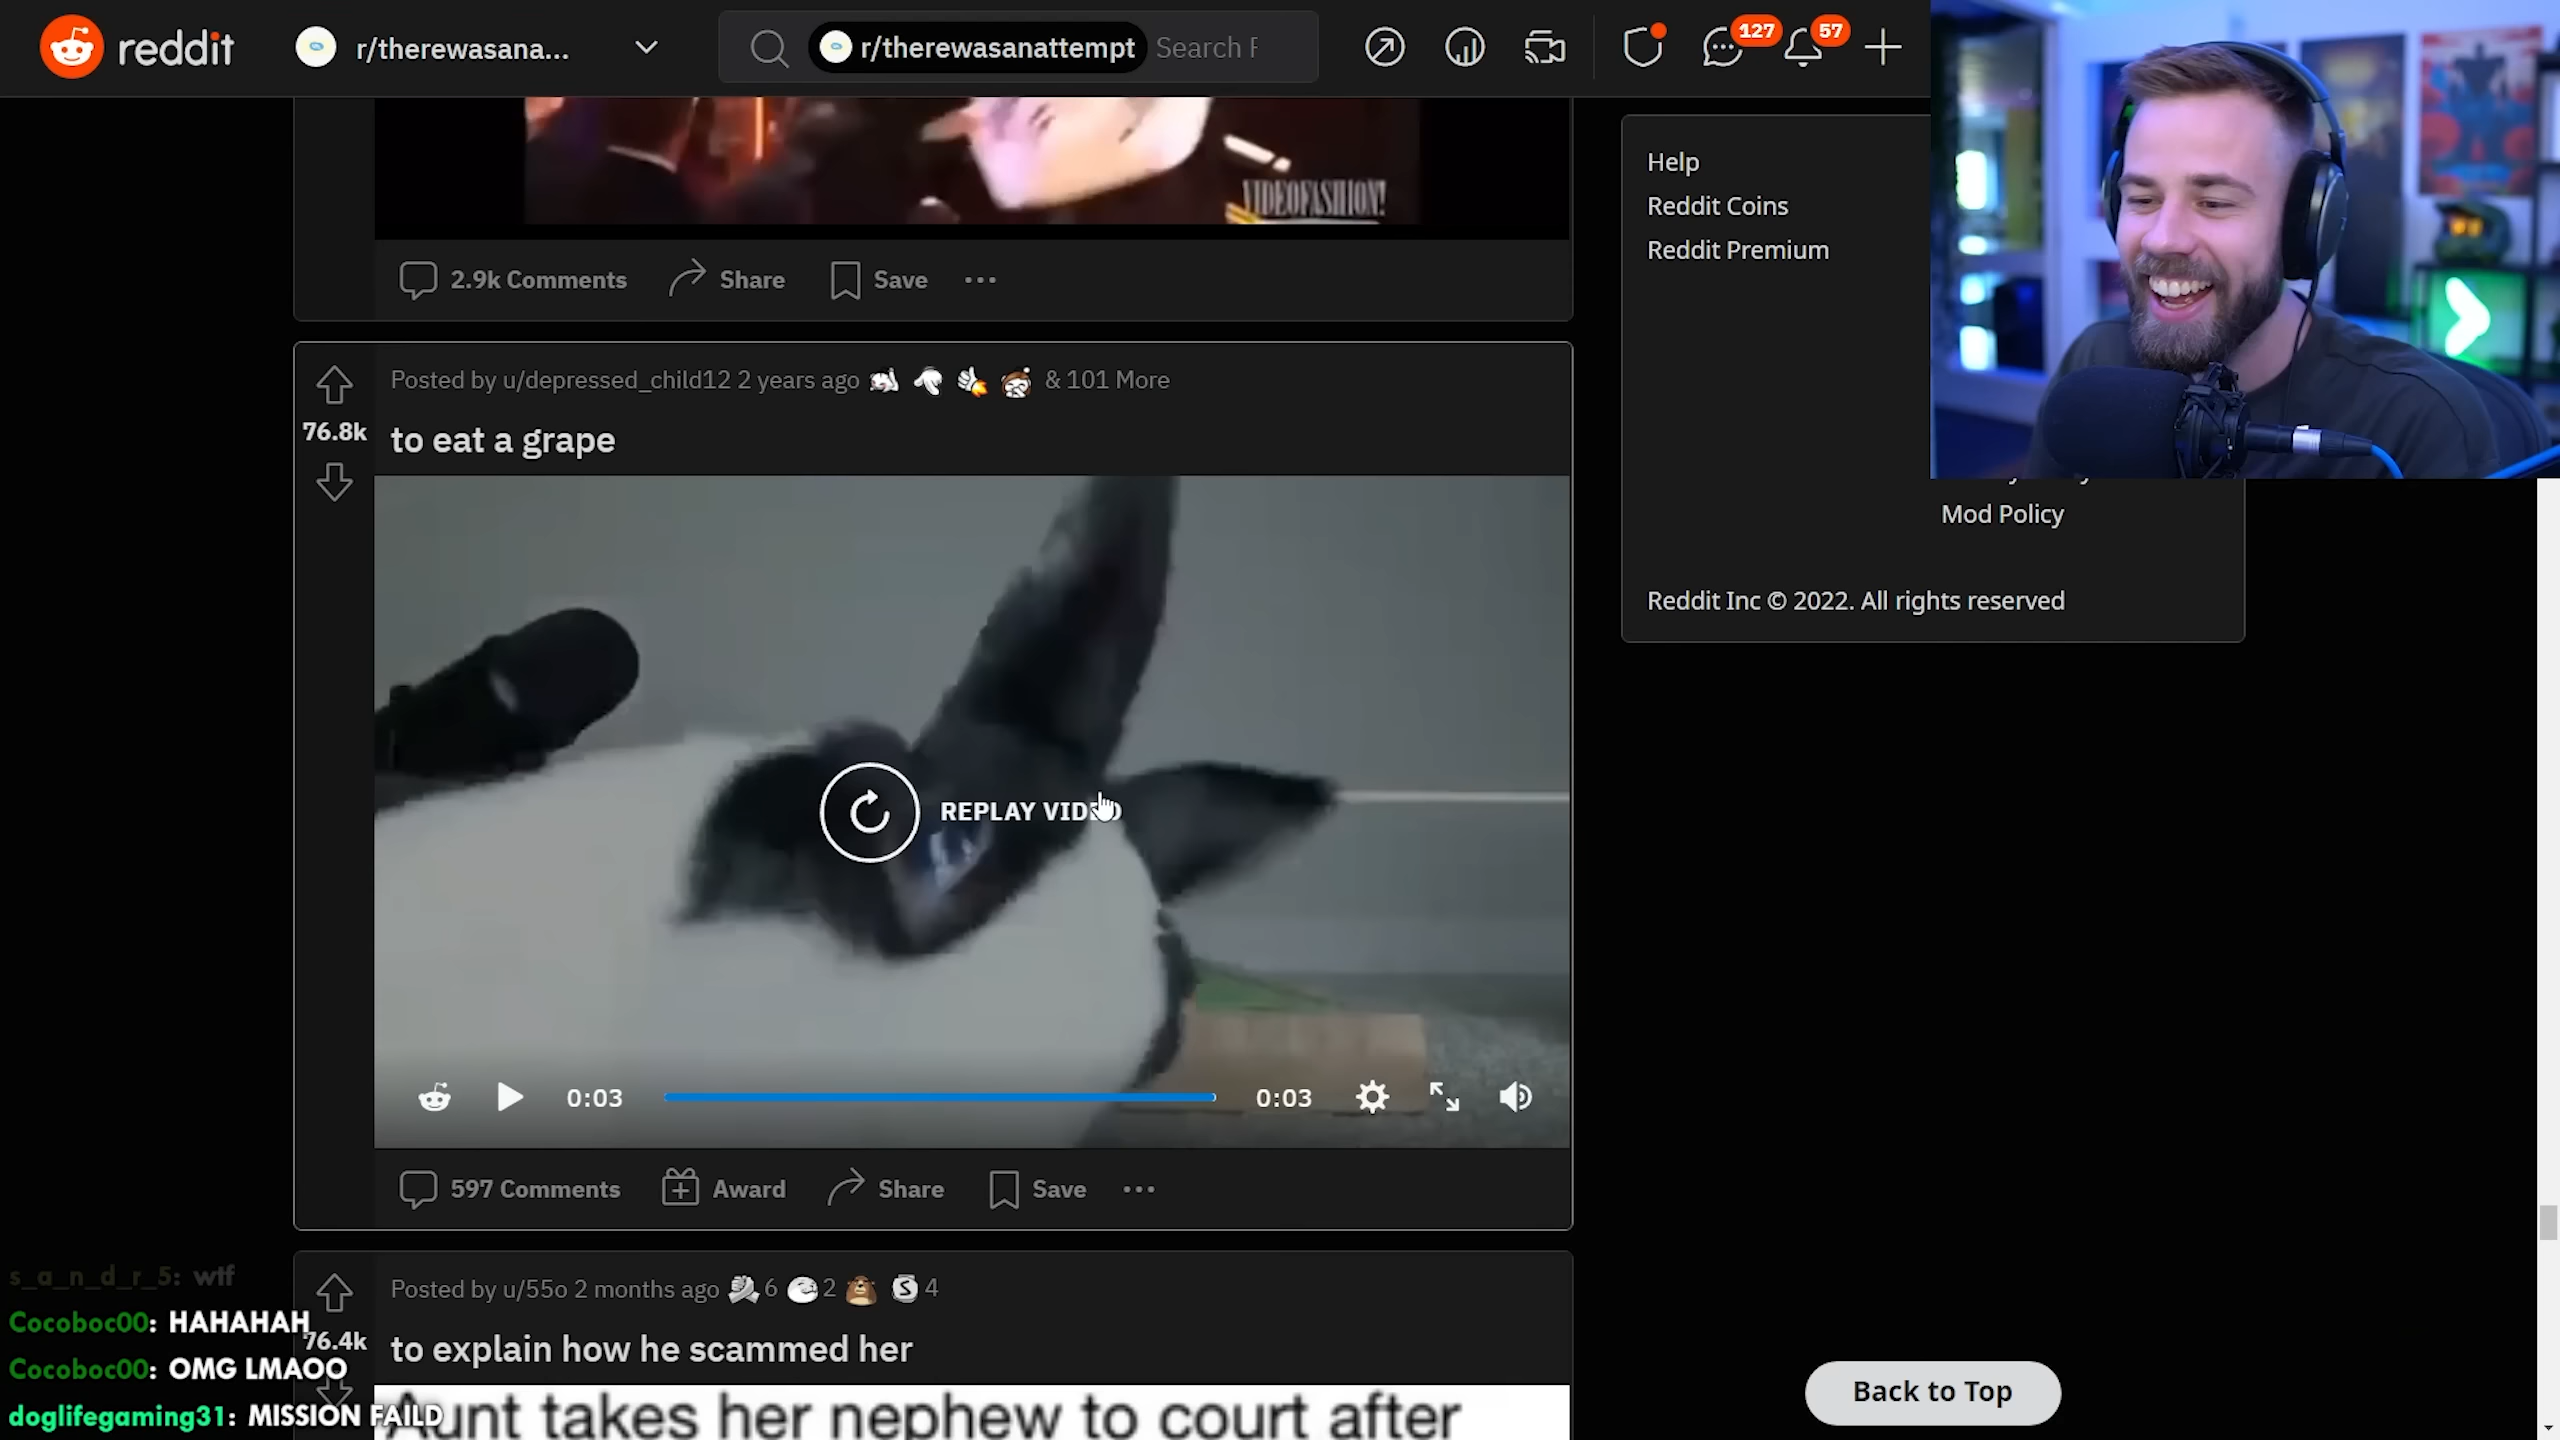 reddit
r/therewasana...
r/therewasanattempt
Search
127
57
VIDEOFASHION!
2.9k Comments
Share
Save
Help
Reddit Coins
Reddit Premium
Mod Policy
Reddit Inc © 2022. All rights reserved
Posted by u/depressed_child12 2 years ago & 101 More
76.8k
to eat a grape
REPLAY VIDEO
0:03
0:03
597 Comments
Award
Share
Save
Posted by u/55o 2 months ago 6 2 4
76.4k
to explain how he scammed her
Aunt takes her nephew to court after
s_a_n_d_r_5: wtf
Cocoboc00: HAHAHAH
Cocoboc00: OMG LMAOO
doglifegaming31: MISSION FAILD
Back to Top